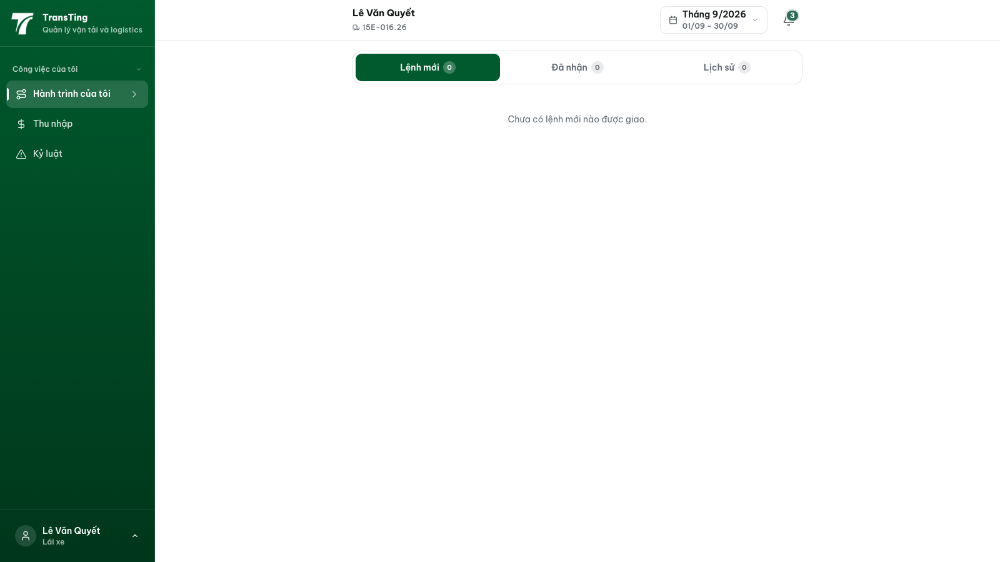 TransTing
Quản lý vận tải và logistics
Công việc của tôi
Hành trình của tôi
Thu nhập
Kỷ luật
Lê Văn Quyết
Lái xe
Lê Văn Quyết
15E-016.26
Tháng 9/2026
01/09 – 30/09
3
Lệnh mới 0
Đã nhận 0
Lịch sử 0
Chưa có lệnh mới nào được giao.